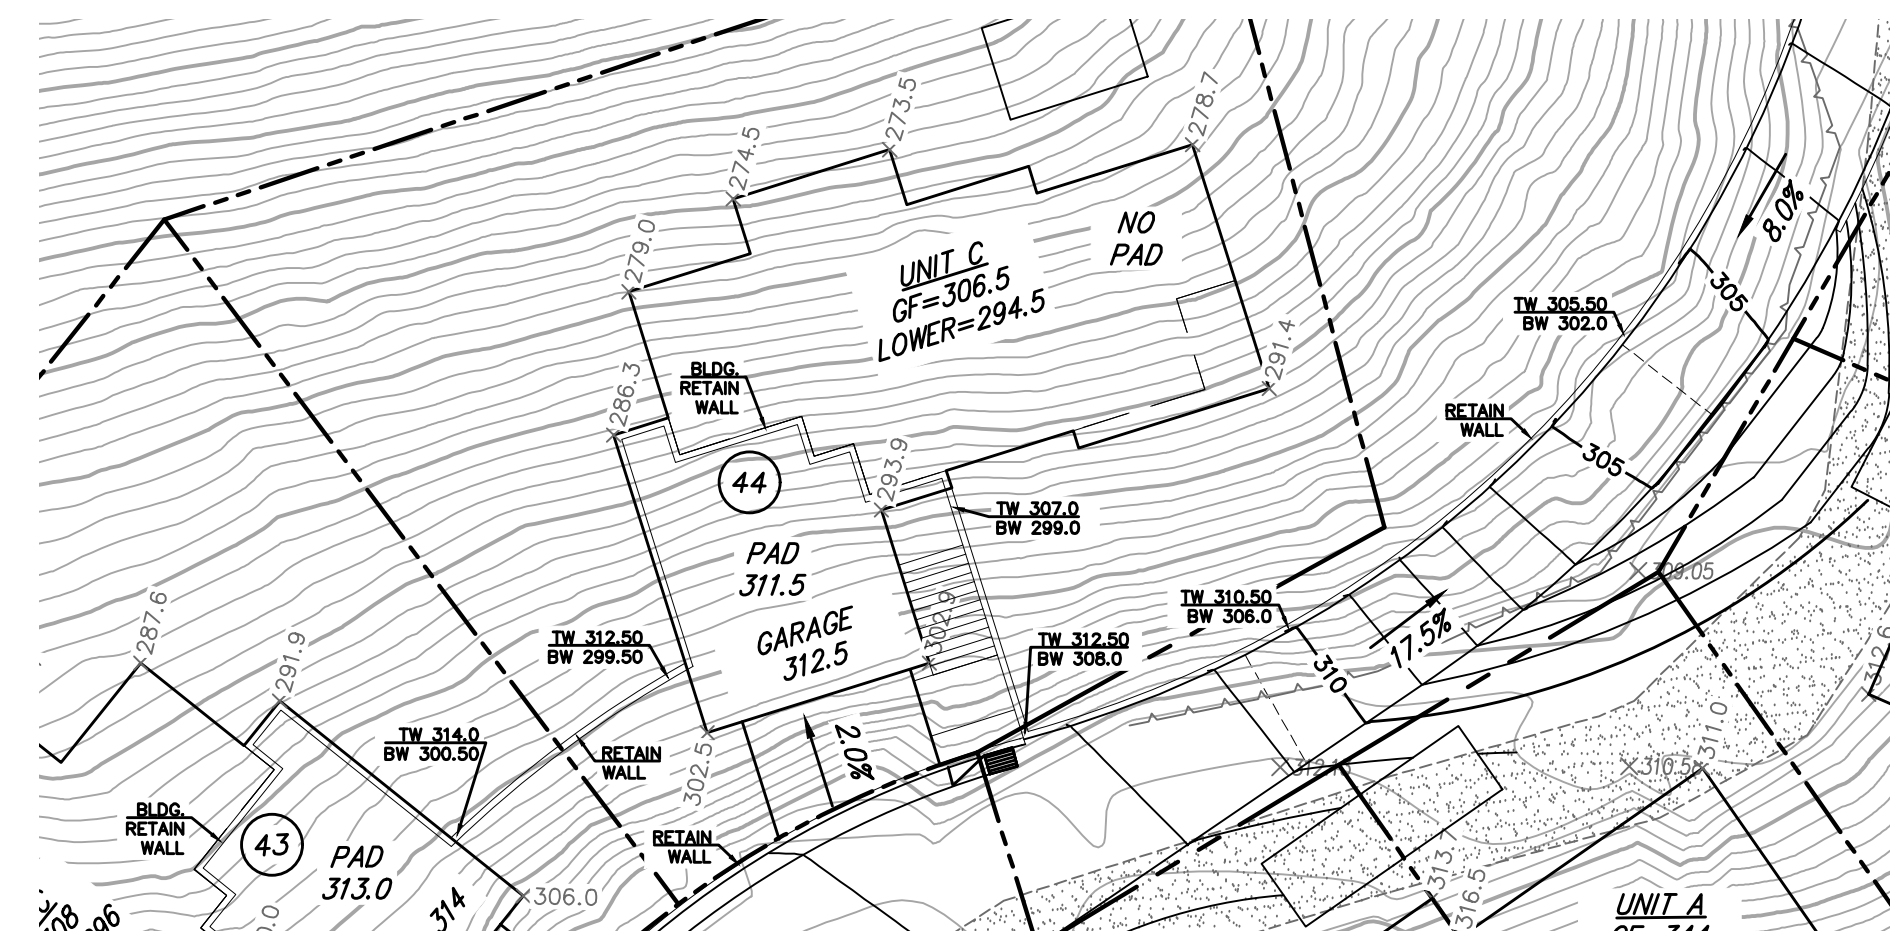 273.5
278.7
274.5
279.0
NO
PAD
UNIT C
GF=306.5
LOWER=294.5
8.0%
305
TW 305.50
BW 302.0
291.4
BLDG.
RETAIN
WALL
286.3
RETAIN
WALL
305
293.9
44
TW 307.0
BW 299.0
PAD
311.5
309.05
GARAGE
312.5
302.9
TW 310.50
BW 306.0
17.5%
287.6
291.9
TW 312.50
BW 299.50
TW 312.50
BW 308.0
310
312.6
TW 314.0
BW 300.50
RETAIN
WALL
302.5
2.0%
311.0
BLDG.
RETAIN
WALL
43
PAD
313.0
RETAIN
WALL
314
306.0
313
316.5
UNIT A